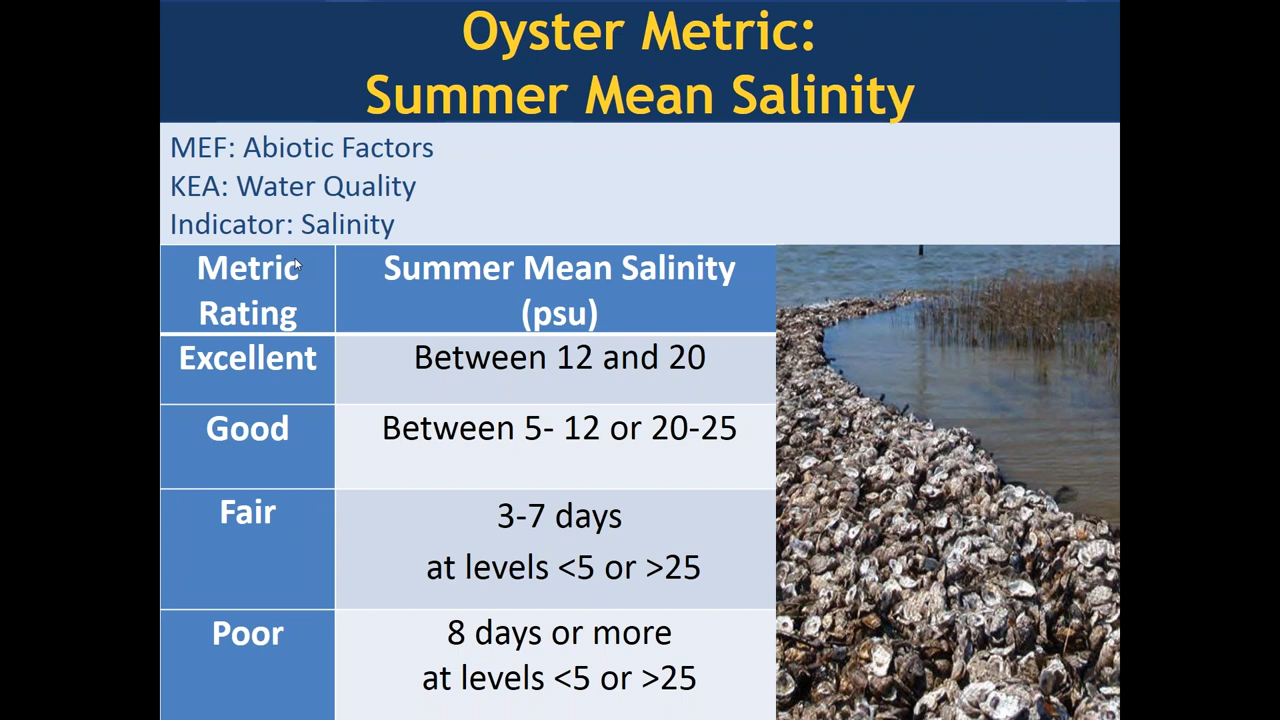 Oyster Metric:
Summer Mean Salinity
MEF: Abiotic Factors
KEA: Water Quality
Indicator: Salinity
Metric
Rating
Summer Mean Salinity
(psu)
Excellent
Between 12 and 20
Good
Between 5- 12 or 20-25
Fair
3-7 days
at levels <5 or >25
Poor
8 days or more
at levels <5 or >25